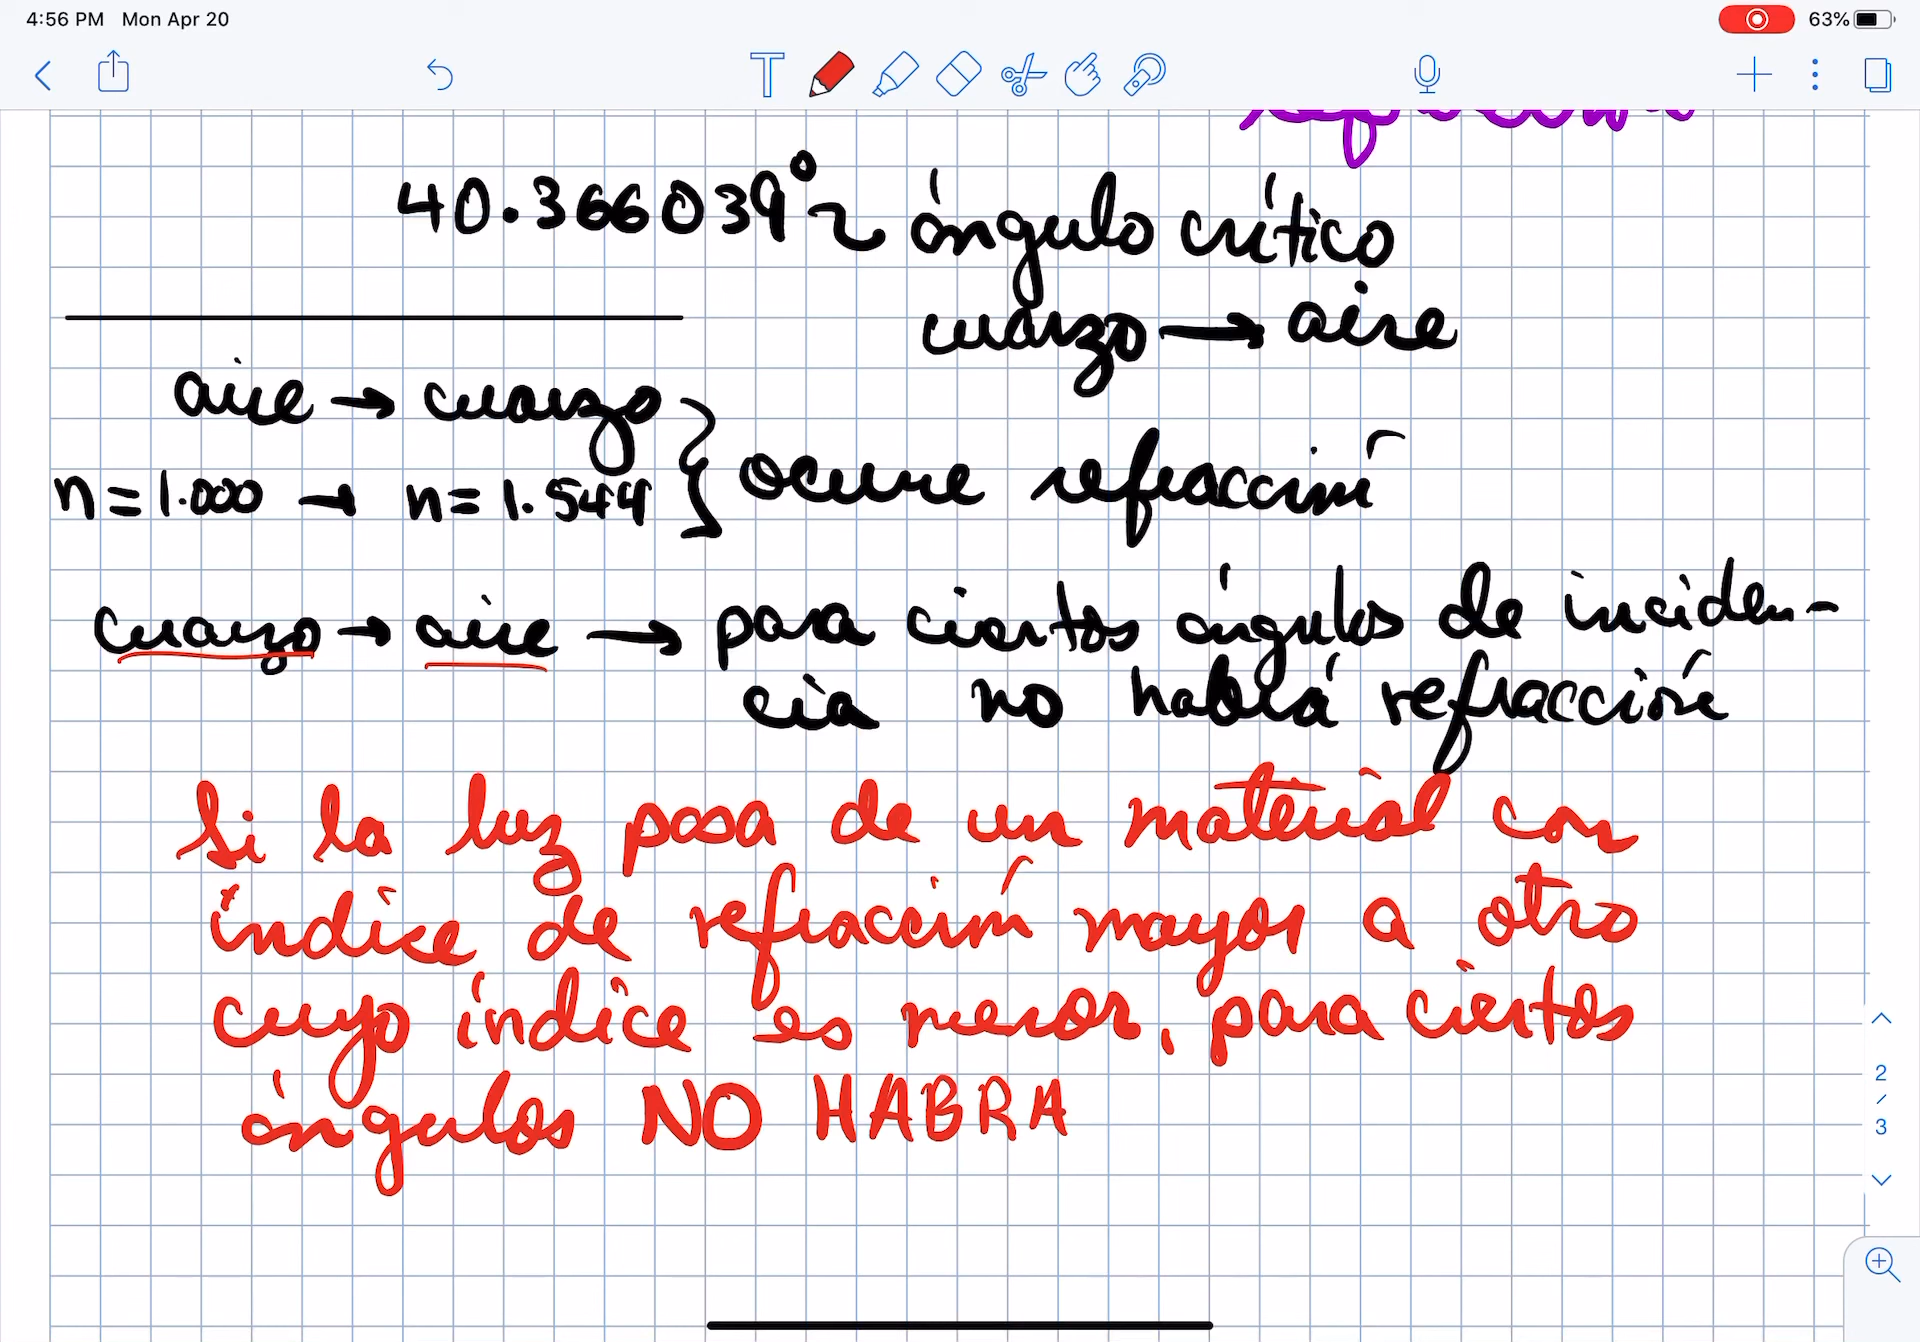 4:56 PM Mon Apr 20
63%
40.366039° ángulo crítico
cuarzo → aire
aire → cuarzo
n = 1.000 → n = 1.544 } ocurre refracción
cuarzo → aire → para ciertos ángulos de inciden-
cia no habrá refracción
Si la luz pasa de un material con
índice de refracción mayor a otro
cuyo índice es menor, para ciertos
ángulos NO HABRA
2
/
3